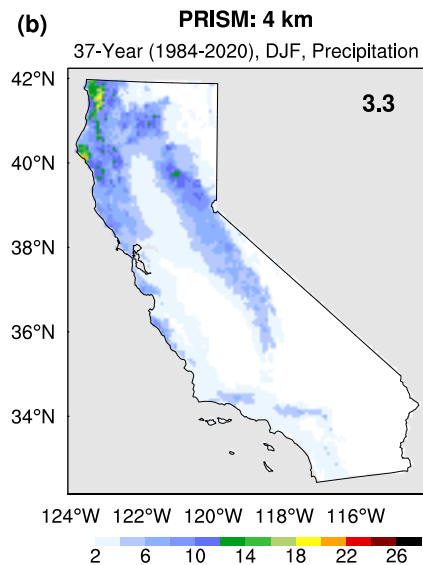 (b)
PRISM: 4 km
37-Year (1984-2020), DJF, Precipitation
3.3
42°N
40°N
38°N
36°N
34°N
124°W 122°W 120°W 118°W 116°W
2 6 10 14 18 22 26